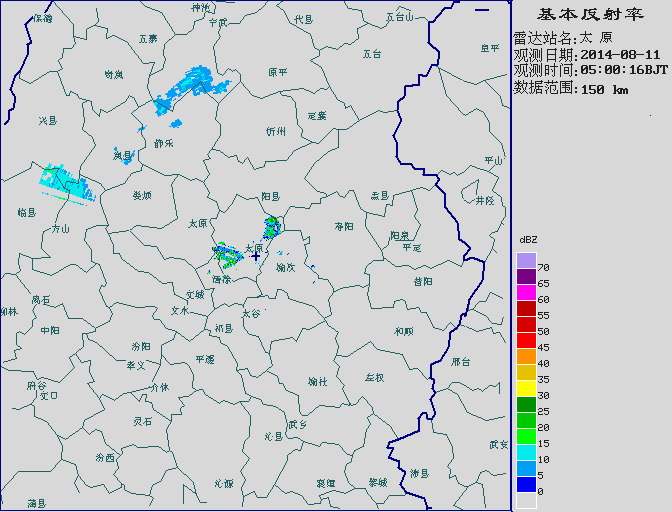 基本反射率
雷达站名:太 原
观测日期:2014-08-11
观测时间:05:00:16BJT
数据范围:150 km
dBZ
70
65
60
55
50
45
40
35
30
25
20
15
10
5
0
保德
神池
宁武
代县
五台山
五寨
阜平
岢岚
原平
五台
兴县
定襄
忻州
静乐
岚县
平山
娄烦
阳县
盂县
井陉
临县
方山
太原
寿阳
阳泉
平定
太原
榆次
清徐
昔阳
文城
离石
柳林
文水
太谷
中阳
祁县
和顺
汾阳
平遥
孝义
邢台
介休
榆社
左权
灵石
武乡
沁县
武安
汾西
沁源
襄垣
黎城
涉县
蒲县